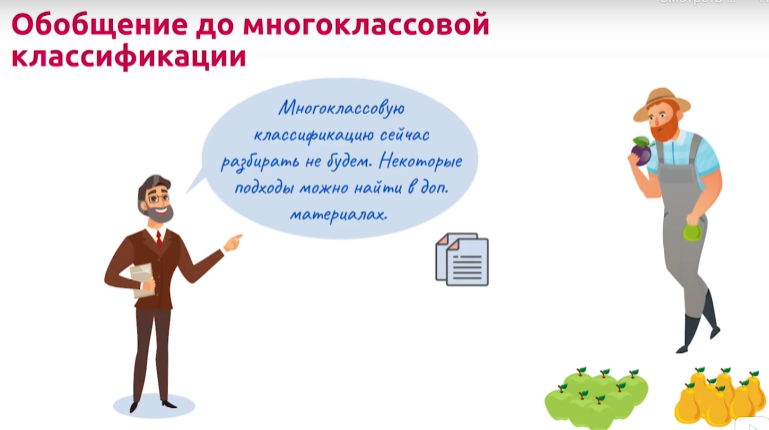 Обобщение до многоклассовой
классификации
Многоклассовую
классификацию сейчас
разбирать не будем. Некоторые
подходы можно найти в доп.
материалах.